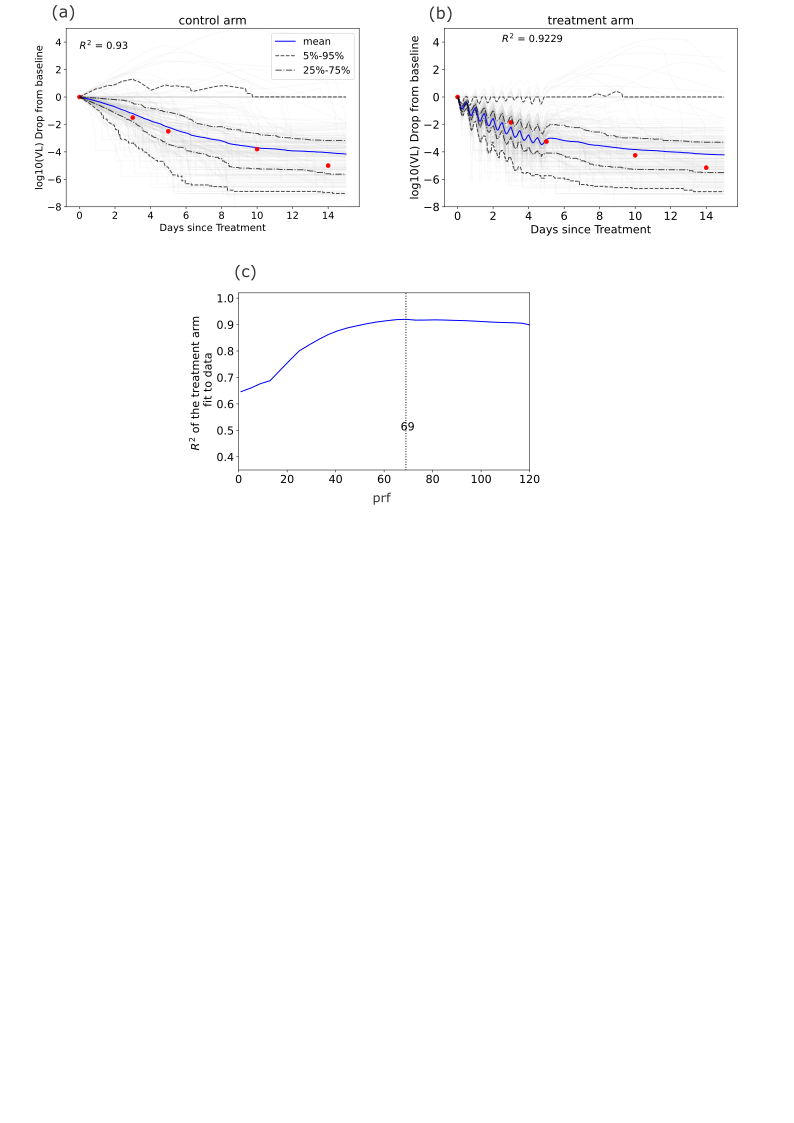 (a)
control arm
R² = 0.93
mean
5%-95%
25%-75%
log10(VL) Drop from baseline
4
2
0
−2
−4
−6
−8
0 2 4 6 8 10 12 14
Days since Treatment
(b)
treatment arm
R² = 0.9229
log10(VL) Drop from baseline
4
2
0
−2
−4
−6
−8
0 2 4 6 8 10 12 14
Days since Treatment
(c)
R² of the treatment arm
fit to data
1.0
0.9
0.8
0.7
0.6
0.5
0.4
69
0 20 40 60 80 100 120
prf